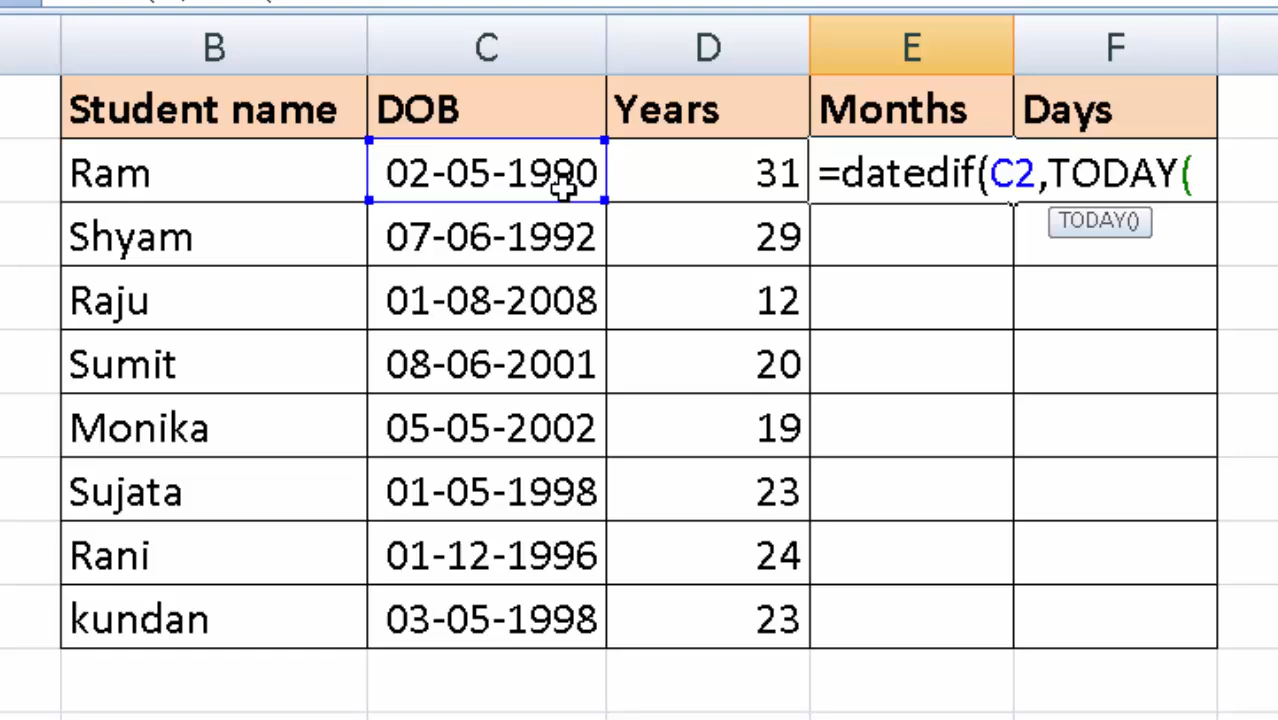 B C D E F
Student name DOB Years Months Days
Ram 02-05-1990 31 =datedif(C2,TODAY(
TODAY()
Shyam 07-06-1992 29
Raju 01-08-2008 12
Sumit 08-06-2001 20
Monika 05-05-2002 19
Sujata 01-05-1998 23
Rani 01-12-1996 24
kundan 03-05-1998 23